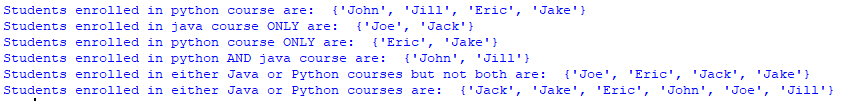 Students enrolled in python course are:  {'John', 'Jill', 'Eric', 'Jake'}
Students enrolled in java course ONLY are:  {'Joe', 'Jack'}
Students enrolled in python course ONLY are:  {'Eric', 'Jake'}
Students enrolled in python AND java course are:  {'John', 'Jill'}
Students enrolled in either Java or Python courses but not both are:  {'Joe', 'Eric', 'Jack', 'Jake'}
Students enrolled in either Java or Python courses are:  {'Jack', 'Jake', 'Eric', 'John', 'Joe', 'Jill'}